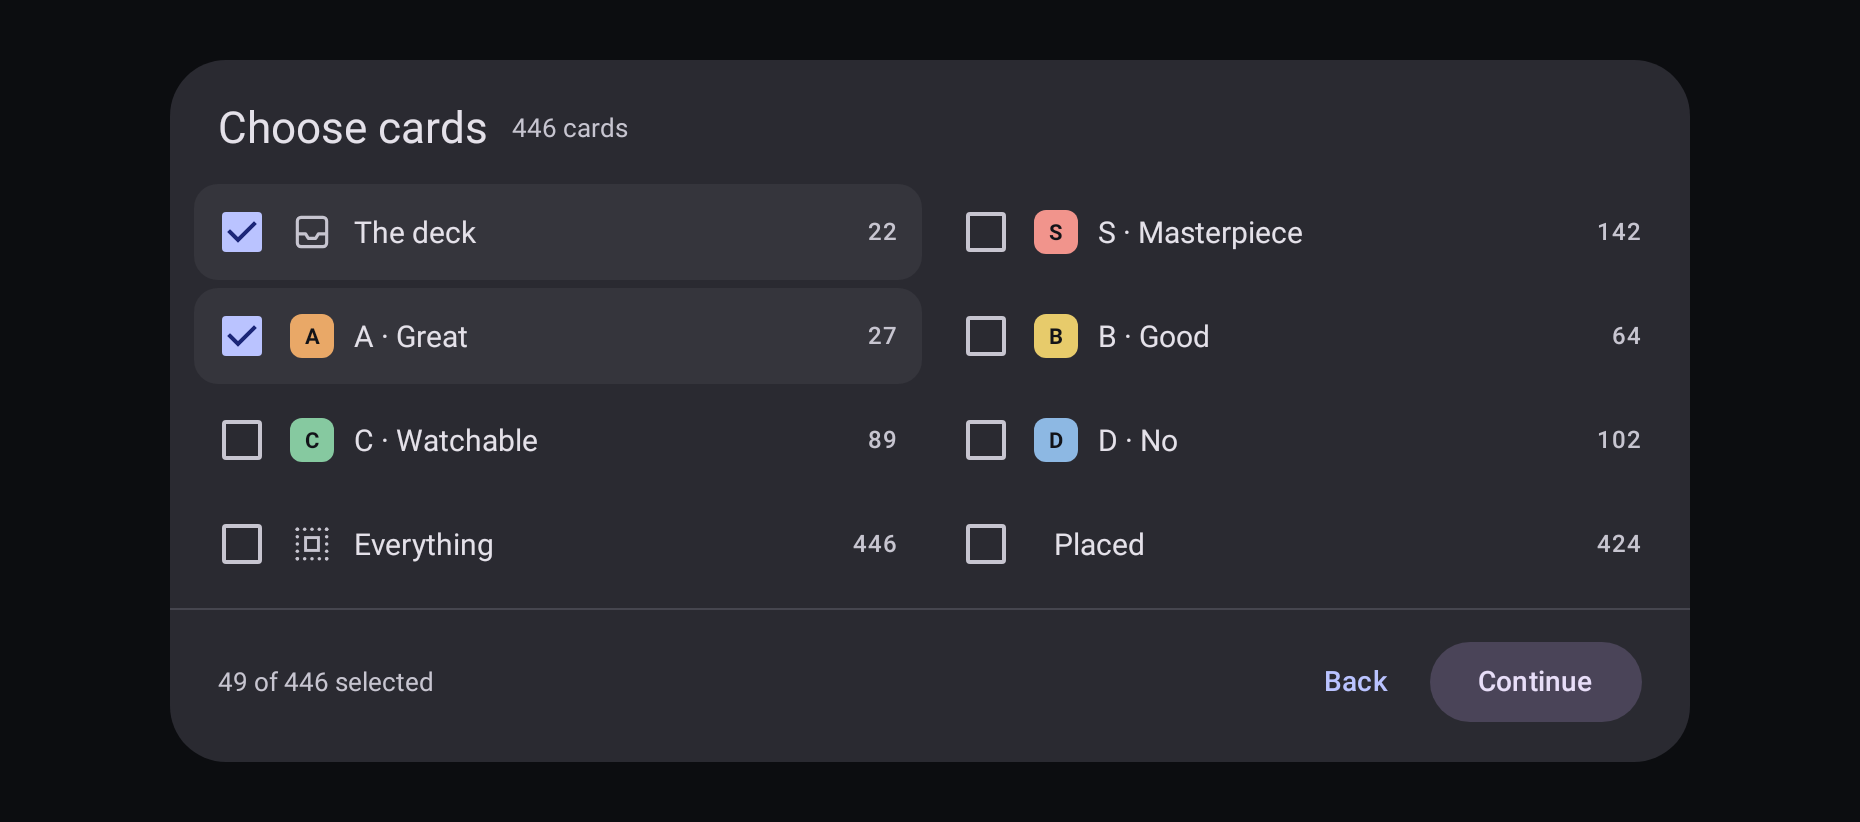 Choose cards 446 cards
The deck 22
S S · Masterpiece 142
A A · Great 27
B B · Good 64
C C · Watchable 89
D D · No 102
Everything 446
Placed 424
49 of 446 selected
Back Continue